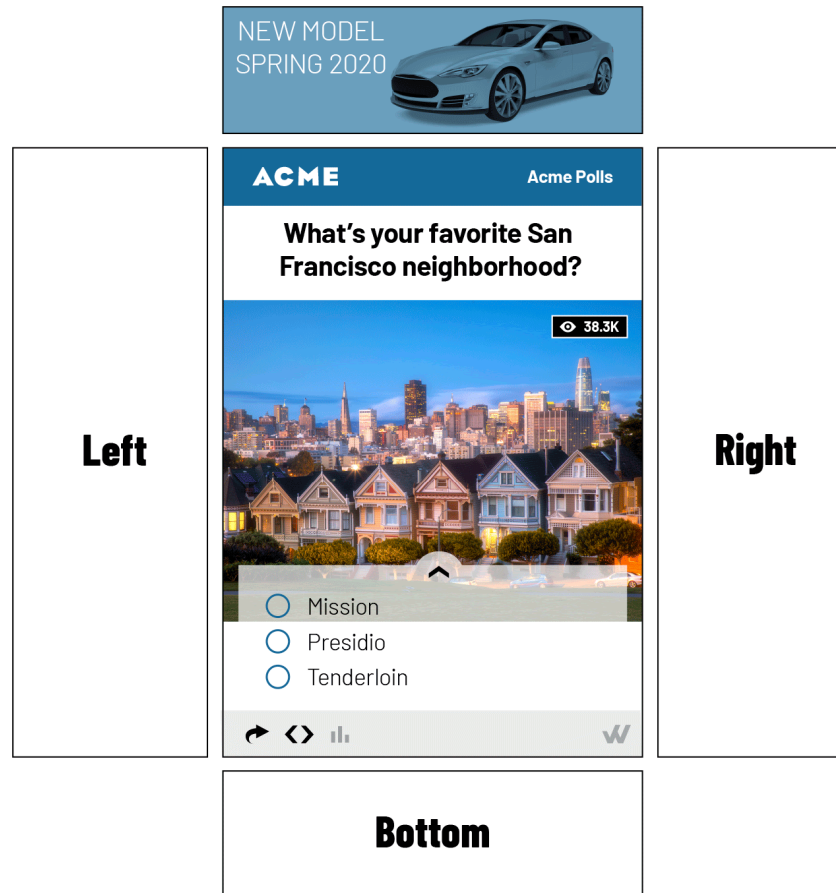 NEW MODEL
SPRING 2020
ACME
Acme Polls
What’s your favorite San
Francisco neighborhood?
38.3K
Left
Right
Mission
Presidio
Tenderloin
Bottom